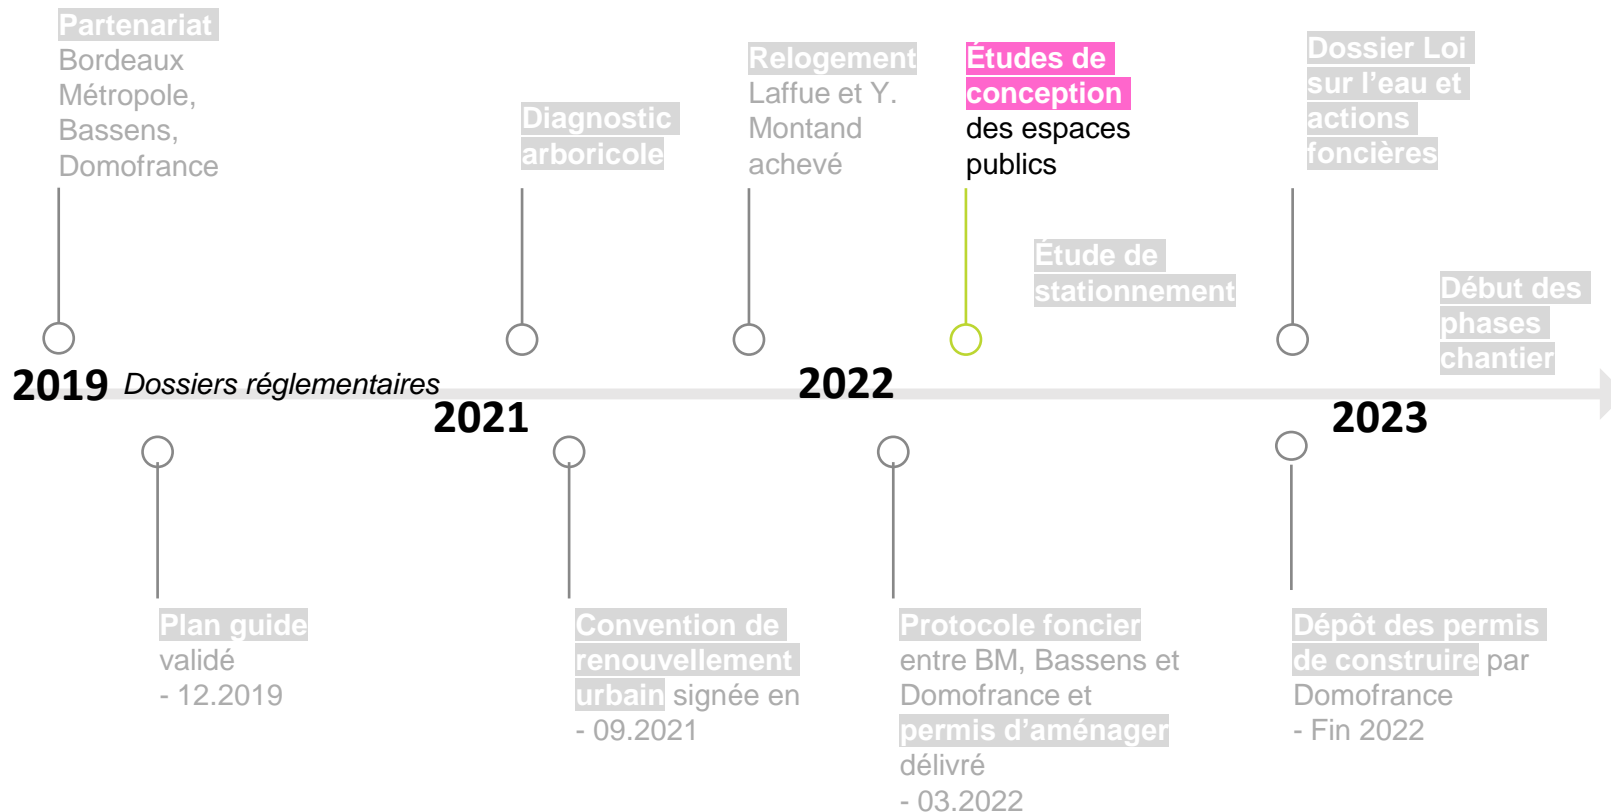 Partenariat
Bordeaux
Métropole,
Bassens,
Domofrance
Diagnostic
arboricole
Relogement
Laffue et Y.
Montand
achevé
Études de
conception
des espaces
publics
Étude de
stationnement
Dossier Loi
sur l’eau et
actions
foncières
Début des
phases
chantier
2019 Dossiers réglementaires
2021
2022
2023
Plan guide
validé
- 12.2019
Convention de
renouvellement
urbain signée en
- 09.2021
Protocole foncier
entre BM, Bassens et
Domofrance et
permis d’aménager
délivré
- 03.2022
Dépôt des permis
de construire par
Domofrance
- Fin 2022